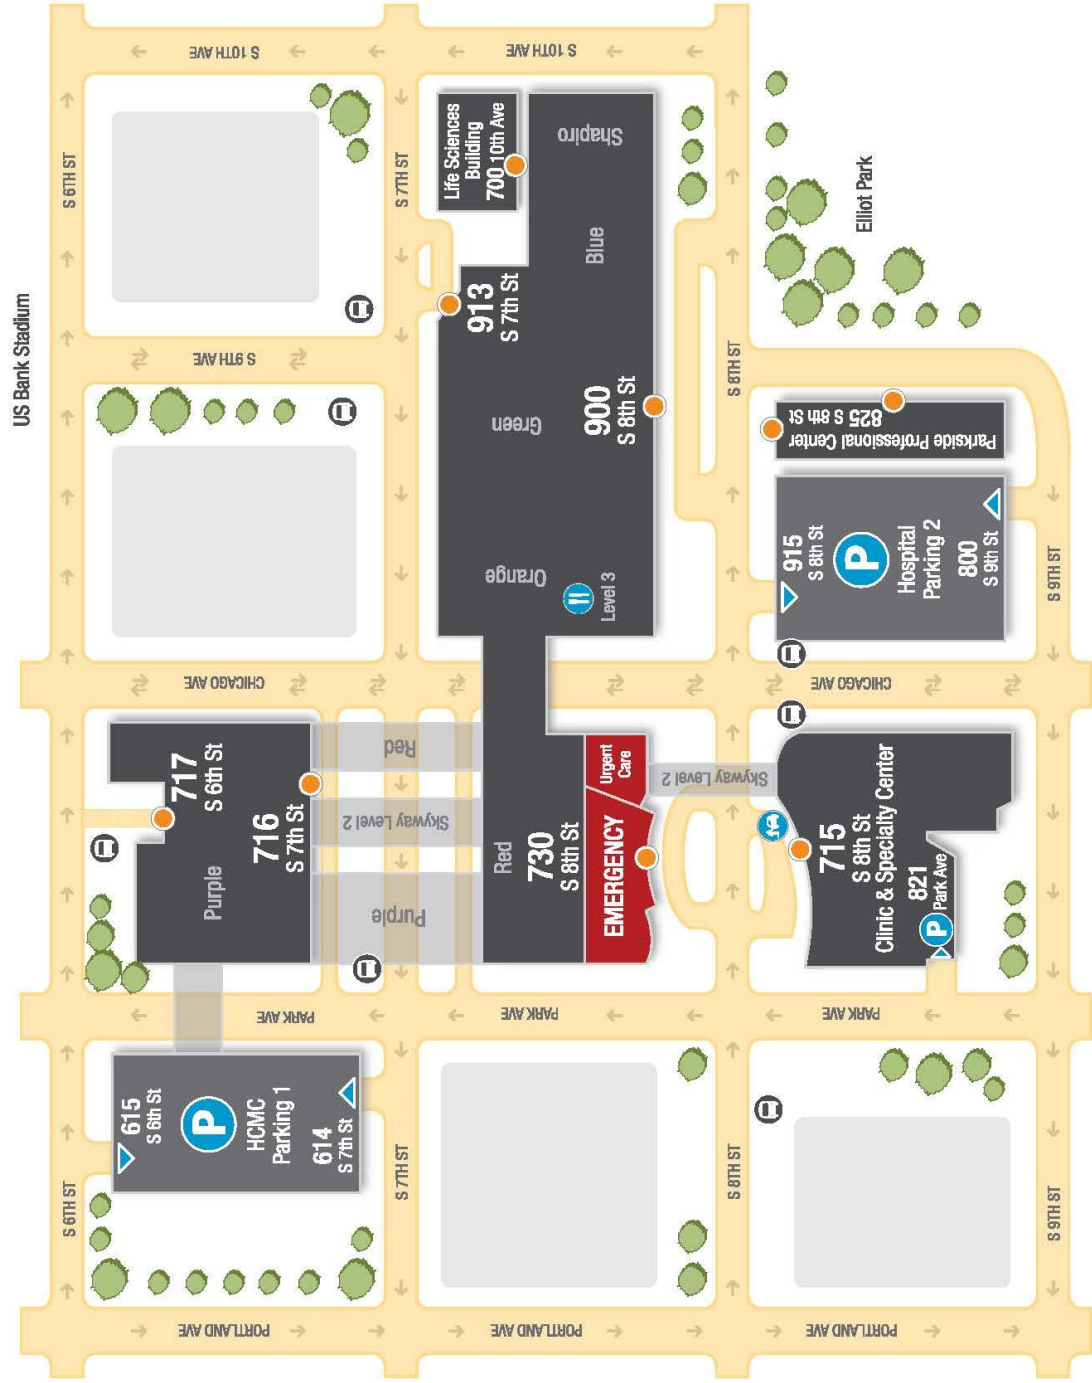 US Bank Stadium
S 6TH ST
S 6TH ST
615
S 6th St
P
HCMC
Parking 1
614
S 7th St
717
S 6th St
Purple
716
S 7th St
PORTLAND AVE
PARK AVE
CHICAGO AVE
S 9TH AVE
S 10TH AVE
S 7TH ST
S 7TH ST
Purple
Skyway Level 2
Red
Red
730
S 8th St
EMERGENCY
Urgent
Care
Orange
Level 3
Green
900
S 8th St
913
S 7th St
Blue
Shapiro
Life Sciences
Building
700 10th Ave
PORTLAND AVE
PARK AVE
S 10TH AVE
S 8TH ST
S 8TH ST
Skyway Level 2
715
S 8th St
Clinic & Specialty Center
821
Park Ave
P
915
S 8th St
P
Hospital
Parking 2
800
S 9th St
Parkside Professional Center
825 S 8th St
Elliot Park
PORTLAND AVE
PARK AVE
CHICAGO AVE
S 9TH ST
S 9TH ST